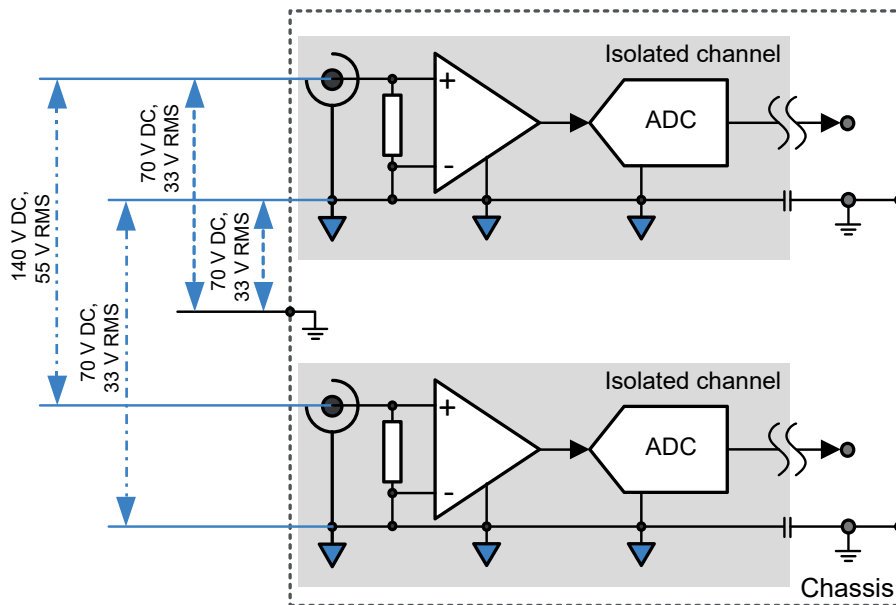 Isolated channel
+
-
ADC
70 V DC,
33 V RMS
140 V DC,
55 V RMS
70 V DC,
33 V RMS
70 V DC,
33 V RMS
Isolated channel
+
-
ADC
Chassis